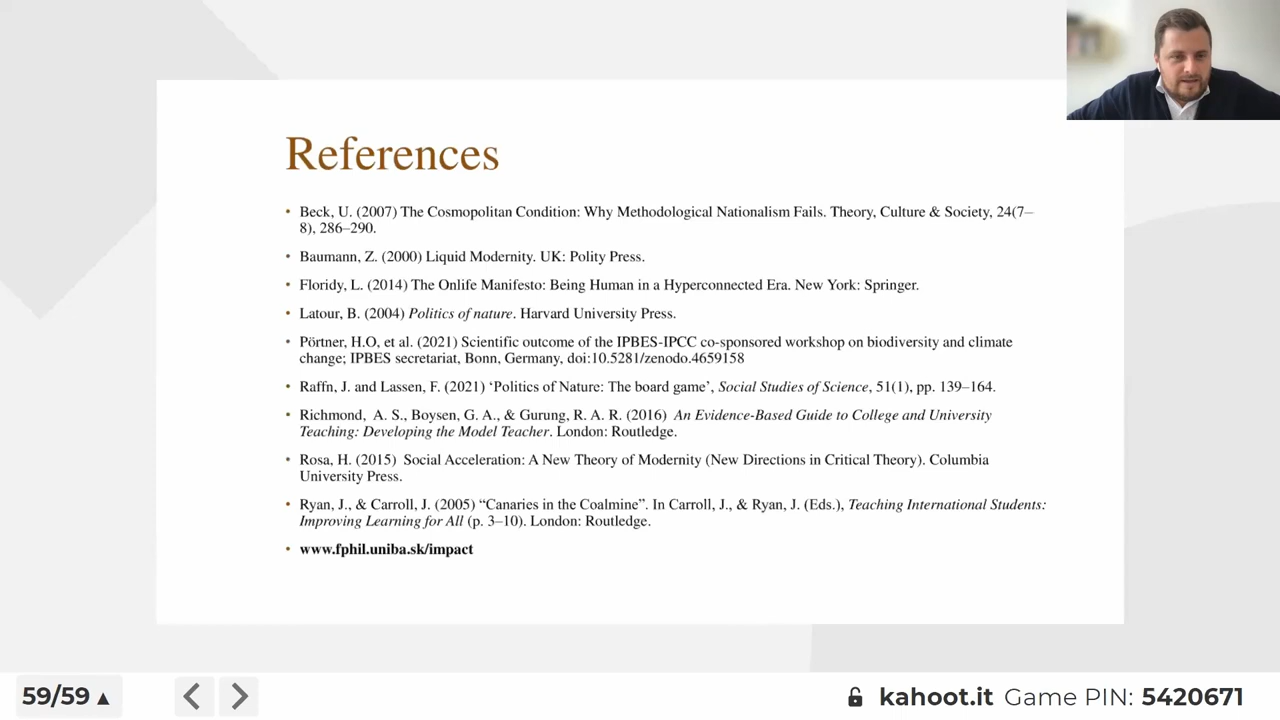 References
• Beck, U. (2007) The Cosmopolitan Condition: Why Methodological Nationalism Fails. Theory, Culture & Society, 24(7–
8), 286–290.
• Baumann, Z. (2000) Liquid Modernity. UK: Polity Press.
• Floridy, L. (2014) The Onlife Manifesto: Being Human in a Hyperconnected Era. New York: Springer.
• Latour, B. (2004) Politics of nature. Harvard University Press.
• Pörtner, H.O, et al. (2021) Scientific outcome of the IPBES-IPCC co-sponsored workshop on biodiversity and climate
change; IPBES secretariat, Bonn, Germany, doi:10.5281/zenodo.4659158
• Raffn, J. and Lassen, F. (2021) ‘Politics of Nature: The board game’, Social Studies of Science, 51(1), pp. 139–164.
• Richmond, A. S., Boysen, G. A., & Gurung, R. A. R. (2016) An Evidence-Based Guide to College and University
Teaching: Developing the Model Teacher. London: Routledge.
• Rosa, H. (2015) Social Acceleration: A New Theory of Modernity (New Directions in Critical Theory). Columbia
University Press.
• Ryan, J., & Carroll, J. (2005) “Canaries in the Coalmine”. In Carroll, J., & Ryan, J. (Eds.), Teaching International Students:
Improving Learning for All (p. 3–10). London: Routledge.
• www.fphil.uniba.sk/impact
59/59 ▲
kahoot.it Game PIN: 5420671